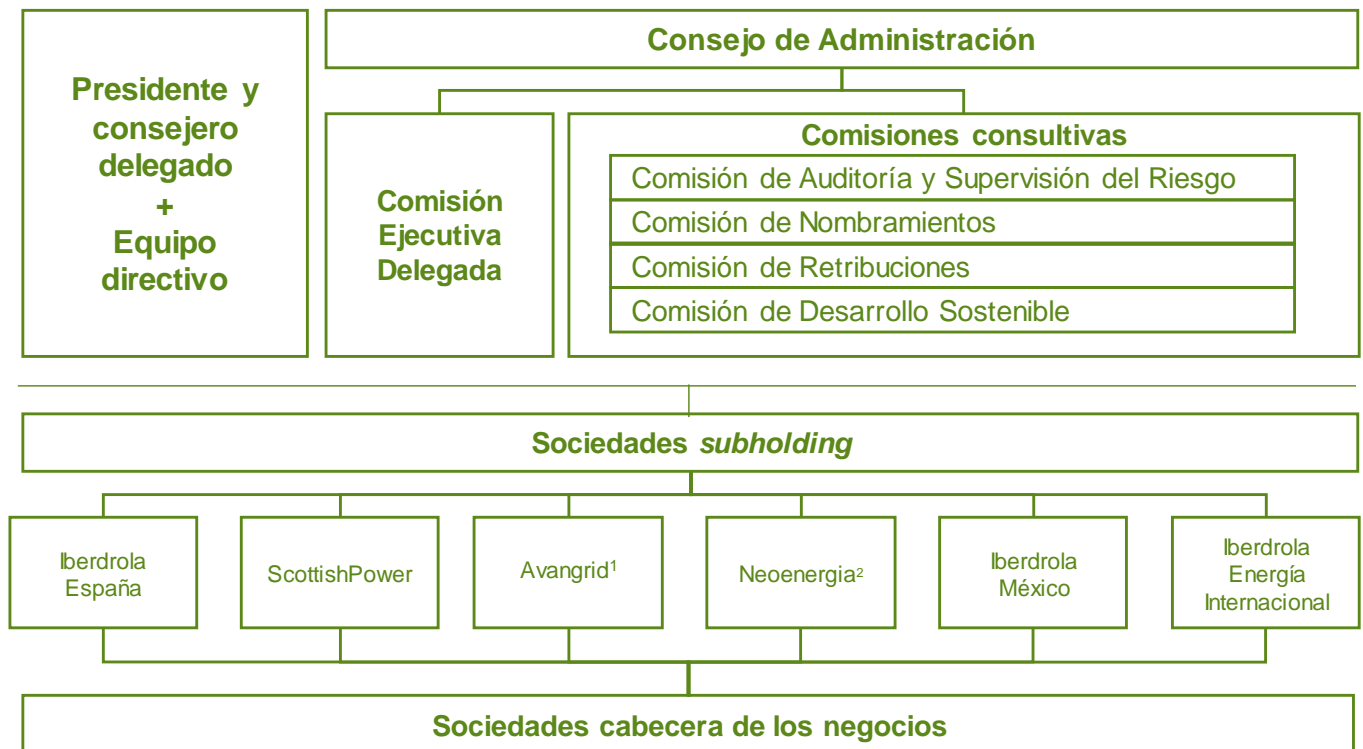 Presidente y
consejero
delegado
+
Equipo
directivo
Consejo de Administración
Comisión
Ejecutiva
Delegada
Comisiones consultivas
Comisión de Auditoría y Supervisión del Riesgo
Comisión de Nombramientos
Comisión de Retribuciones
Comisión de Desarrollo Sostenible
Sociedades subholding
Iberdrola
España
ScottishPower
Avangrid¹
Neoenergia²
Iberdrola
México
Iberdrola
Energía
Internacional
Sociedades cabecera de los negocios